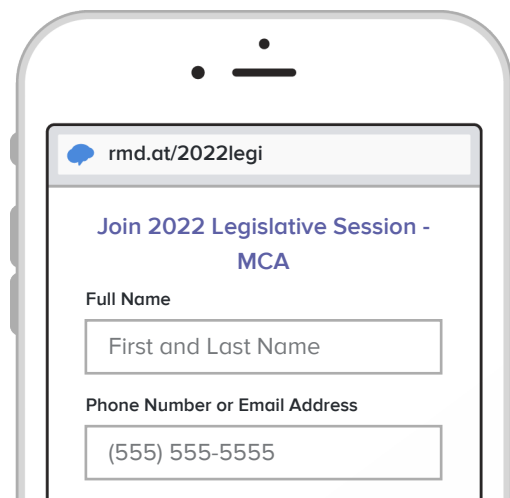 rmd.at/2022legi
Join 2022 Legislative Session -
MCA
Full Name
First and Last Name
Phone Number or Email Address
(555) 555-5555